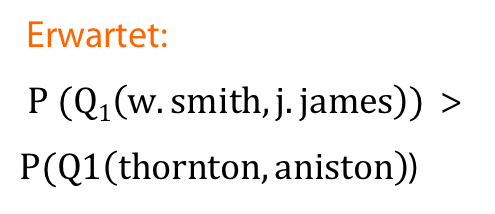 Erwartet:
P (Q₁(w. smith, j. james)) >
P(Q1(thornton, aniston))